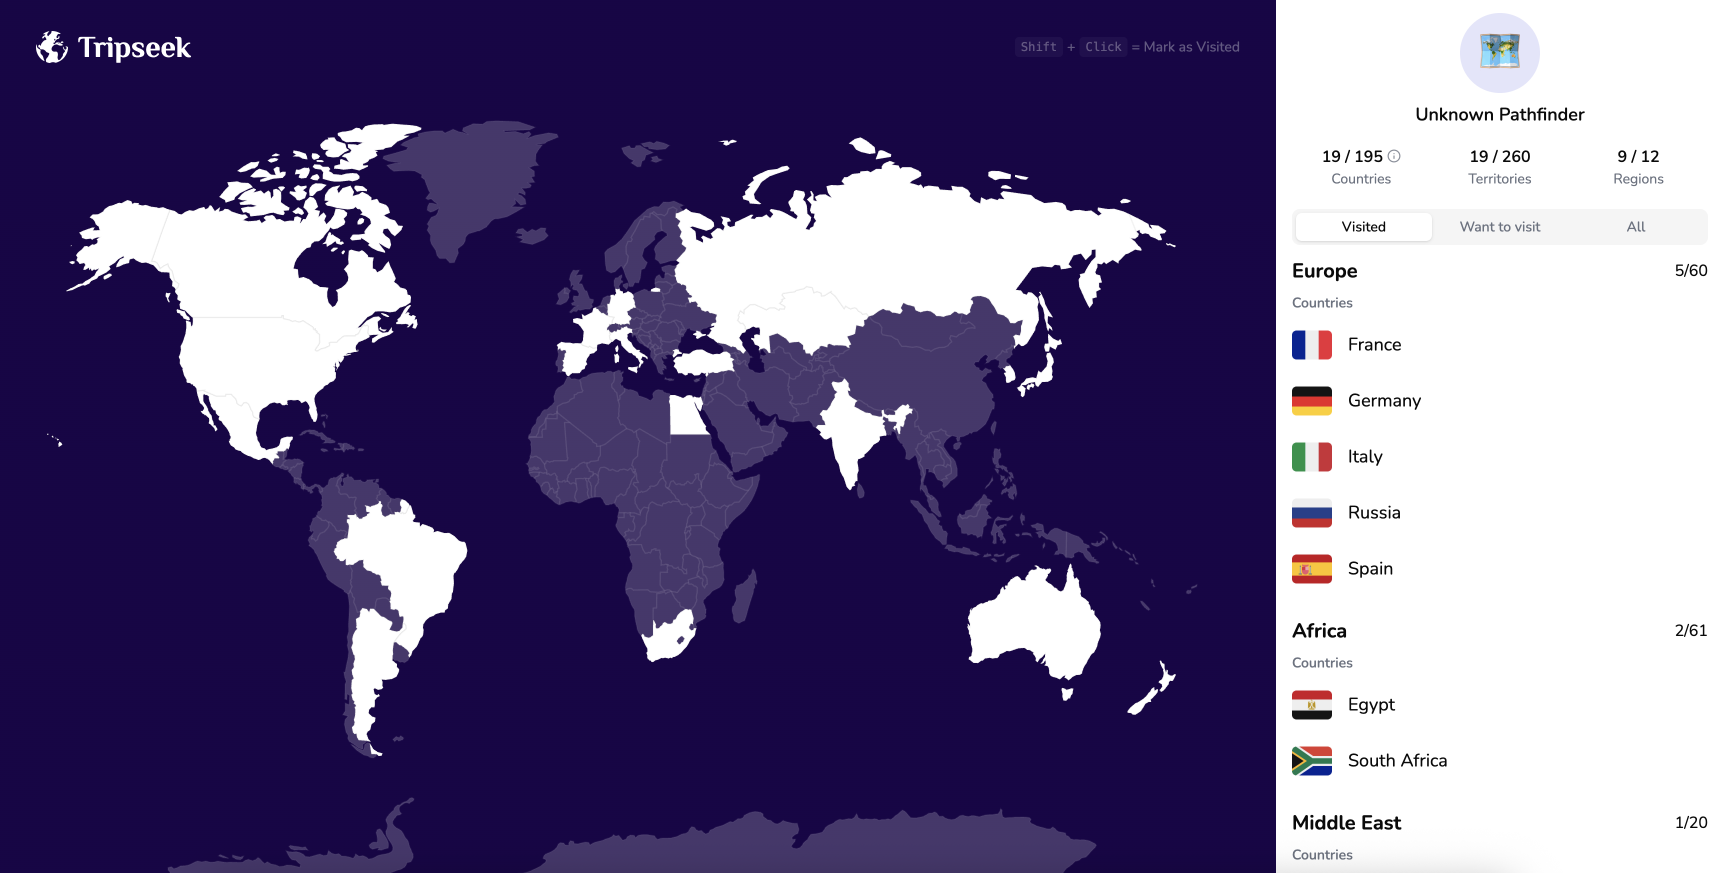 Tripseek
Shift + Click = Mark as Visited
Unknown Pathfinder
19 / 195
Countries
19 / 260
Territories
9 / 12
Regions
Visited
Want to visit
All
Europe 5/60
Countries
France
Germany
Italy
Russia
Spain
Africa 2/61
Countries
Egypt
South Africa
Middle East 1/20
Countries